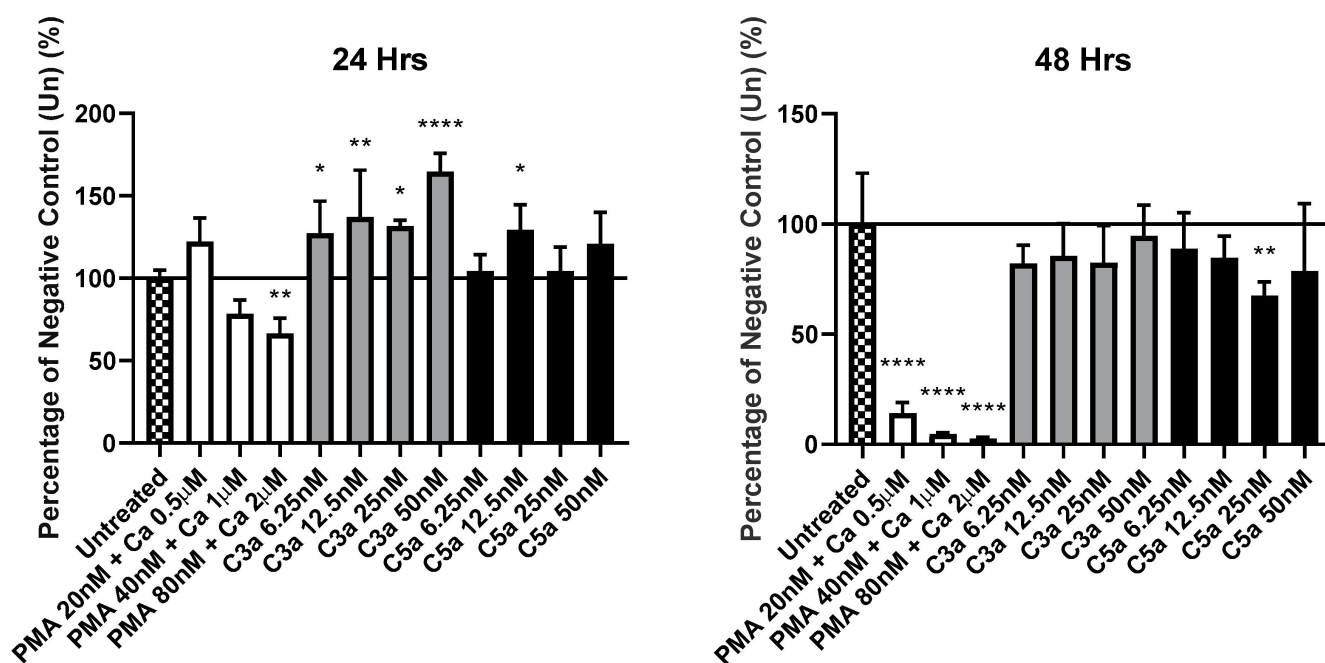 24 Hrs
Percentage of Negative Control (Un) (%)
200
150
100
50
0
*
**
*
****
*
**
Untreated
PMA 20nM + Ca 0.5μM
PMA 40nM + Ca 1μM
PMA 80nM + Ca 2μM
C3a 6.25nM
C3a 12.5nM
C3a 25nM
C3a 50nM
C5a 6.25nM
C5a 12.5nM
C5a 25nM
C5a 50nM
48 Hrs
Percentage of Negative Control (Un) (%)
150
100
50
0
**
****
****
****
Untreated
PMA 20nM + Ca 0.5μM
PMA 40nM + Ca 1μM
PMA 80nM + Ca 2μM
C3a 6.25nM
C3a 12.5nM
C3a 25nM
C3a 50nM
C5a 6.25nM
C5a 12.5nM
C5a 25nM
C5a 50nM